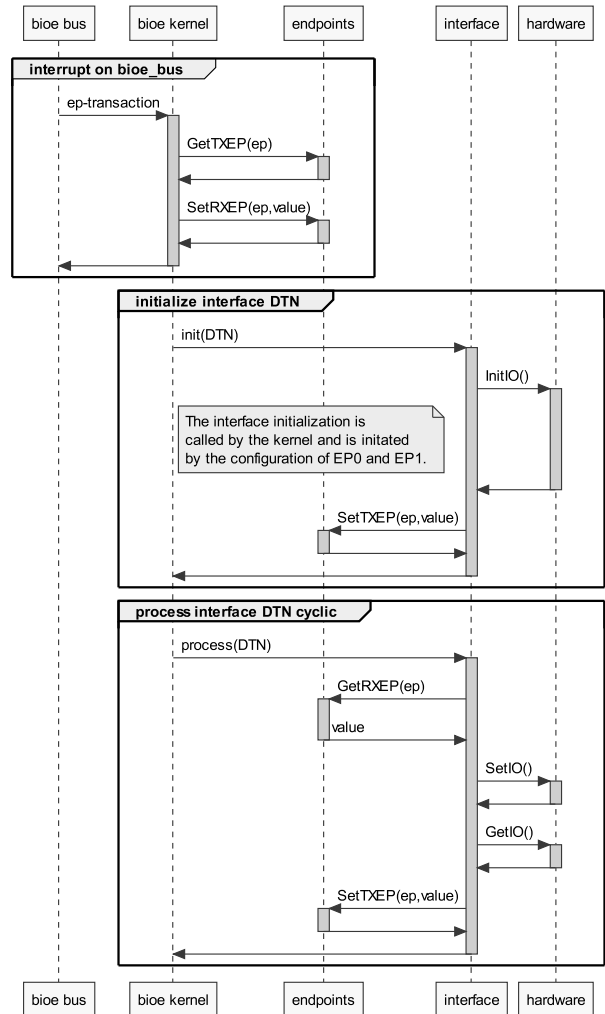 bioe bus
bioe kernel
endpoints
interface
hardware
interrupt on bioe_bus
ep-transaction
GetTXEP(ep)
SetRXEP(ep,value)
initialize interface DTN
init(DTN)
InitIO()
The interface initialization is
called by the kernel and is initated
by the configuration of EP0 and EP1.
SetTXEP(ep,value)
process interface DTN cyclic
process(DTN)
GetRXEP(ep)
value
SetIO()
GetIO()
SetTXEP(ep,value)
bioe bus
bioe kernel
endpoints
interface
hardware